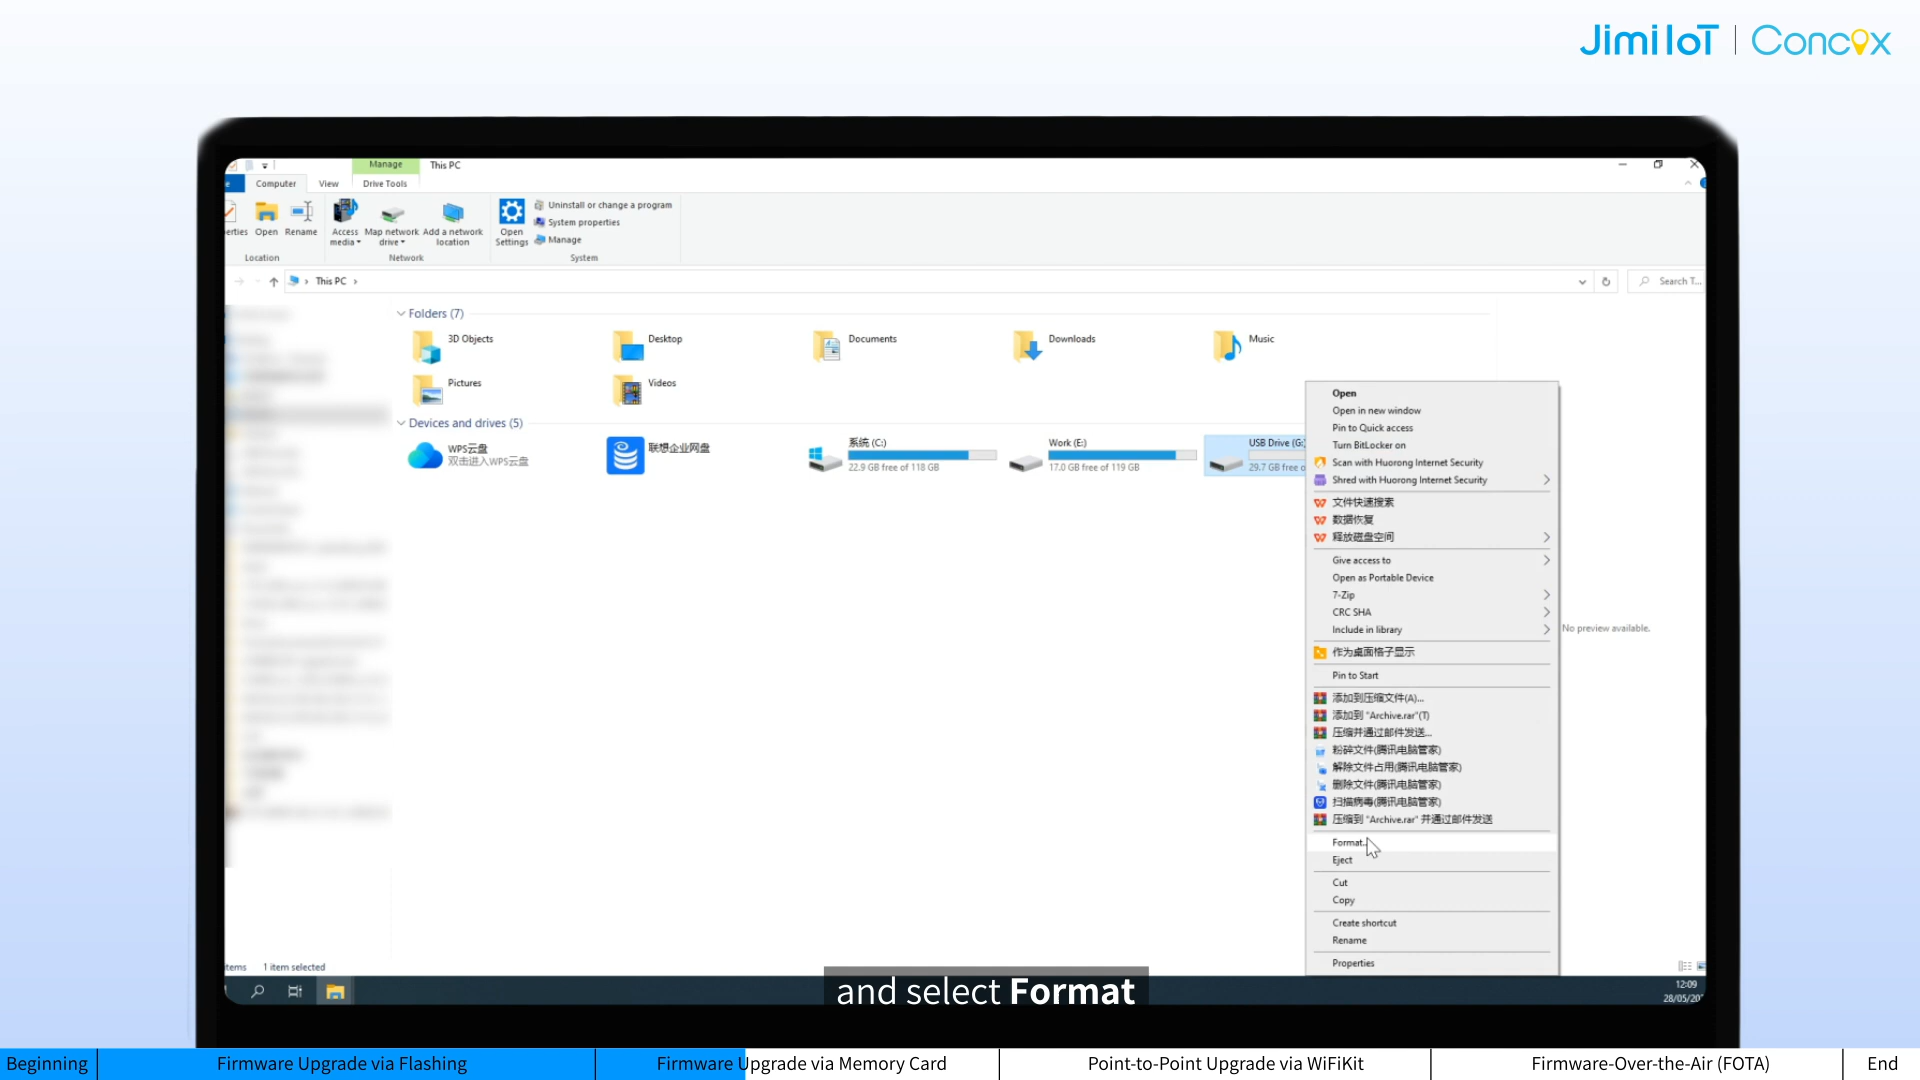 JimiIoT | Concox
Manage
This PC
Computer
View
Drive Tools
erties
Open
Rename
Access media
Map network drive
Add a network location
Open Settings
Uninstall or change a program
System properties
Manage
Location
Network
System
This PC
Search T...
Folders (7)
3D Objects
Desktop
Documents
Downloads
Music
Pictures
Videos
Devices and drives (5)
WPS云盘
双击进入WPS云盘
联想企业网盘
系统 (C:)
22.9 GB free of 118 GB
Work (E:)
17.0 GB free of 119 GB
USB Drive (G:)
29.7 GB free o
Open
Open in new window
Pin to Quick access
Turn BitLocker on
Scan with Huorong Internet Security
Shred with Huorong Internet Security
文件快速搜索
数据恢复
释放磁盘空间
Give access to
Open as Portable Device
7-Zip
CRC SHA
Include in library
作为桌面格子显示
Pin to Start
添加到压缩文件(A)...
添加到 "Archive.rar"(T)
压缩并通过邮件发送...
粉碎文件(腾讯电脑管家)
解除文件占用(腾讯电脑管家)
删除文件(腾讯电脑管家)
扫描病毒(腾讯电脑管家)
压缩到 "Archive.rar" 并通过邮件发送
Format...
Eject
Cut
Copy
Create shortcut
Rename
Properties
No preview available.
items
1 item selected
12:09
28/05/202
and select Format
Beginning
Firmware Upgrade via Flashing
Firmware Upgrade via Memory Card
Point-to-Point Upgrade via WiFiKit
Firmware-Over-the-Air (FOTA)
End